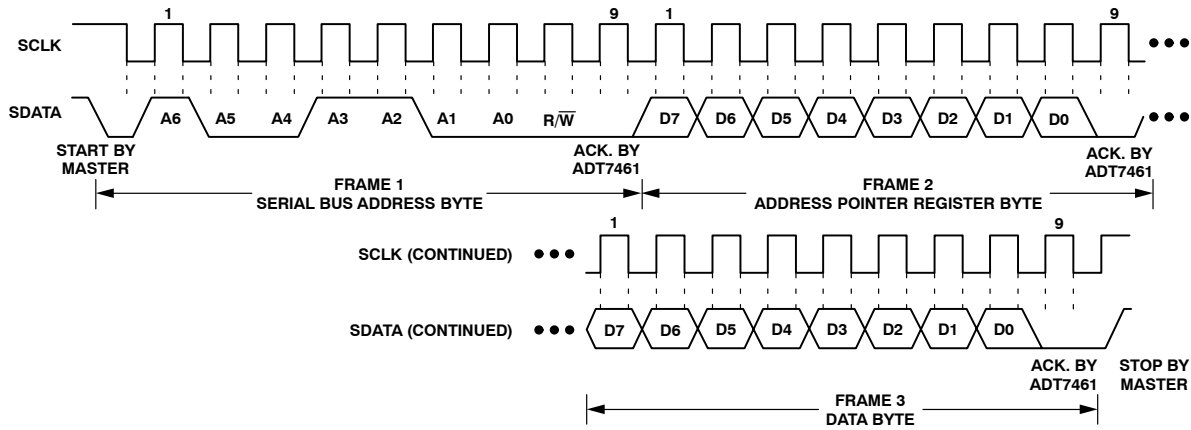 1 9 1 9
SCLK
SDATA A6 A5 A4 A3 A2 A1 A0 R/W̅ D7 D6 D5 D4 D3 D2 D1 D0
START BY
MASTER
ACK. BY
ADT7461
ACK. BY
ADT7461
FRAME 1
SERIAL BUS ADDRESS BYTE
FRAME 2
ADDRESS POINTER REGISTER BYTE
1 9
SCLK (CONTINUED)
SDATA (CONTINUED) D7 D6 D5 D4 D3 D2 D1 D0
ACK. BY
ADT7461
STOP BY
MASTER
FRAME 3
DATA BYTE